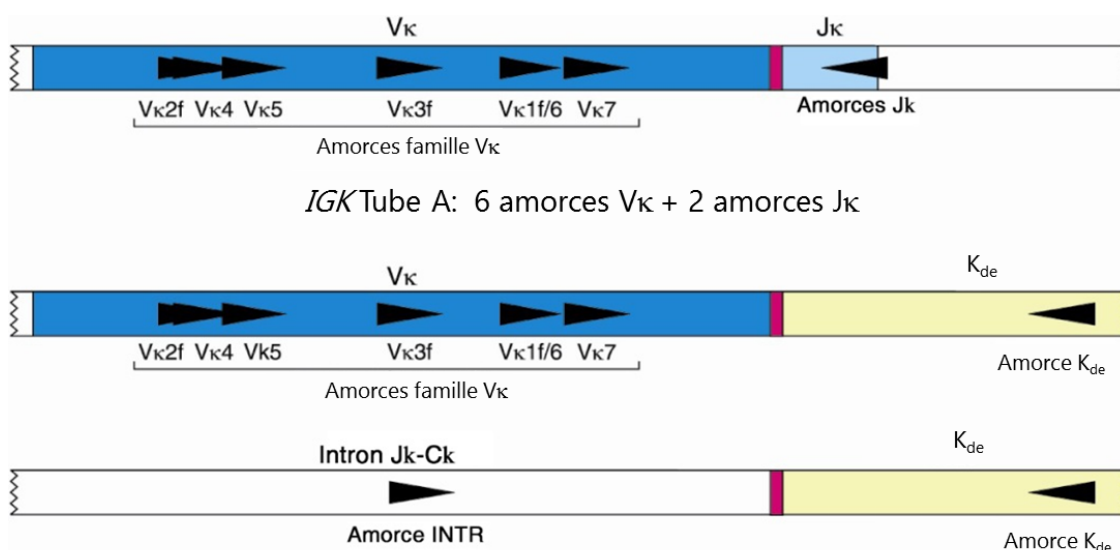 Vκ
Jκ
Vκ2f Vκ4 Vκ5 Vκ3f Vκ1f/6 Vκ7
Amorces Jk
Amorces famille Vκ
IGK Tube A: 6 amorces Vκ + 2 amorces Jκ
Vκ
Kde
Vκ2f Vκ4 Vk5 Vκ3f Vκ1f/6 Vκ7
Amorce Kde
Amorces famille Vκ
Intron Jk-Ck
Kde
Amorce INTR
Amorce Kde